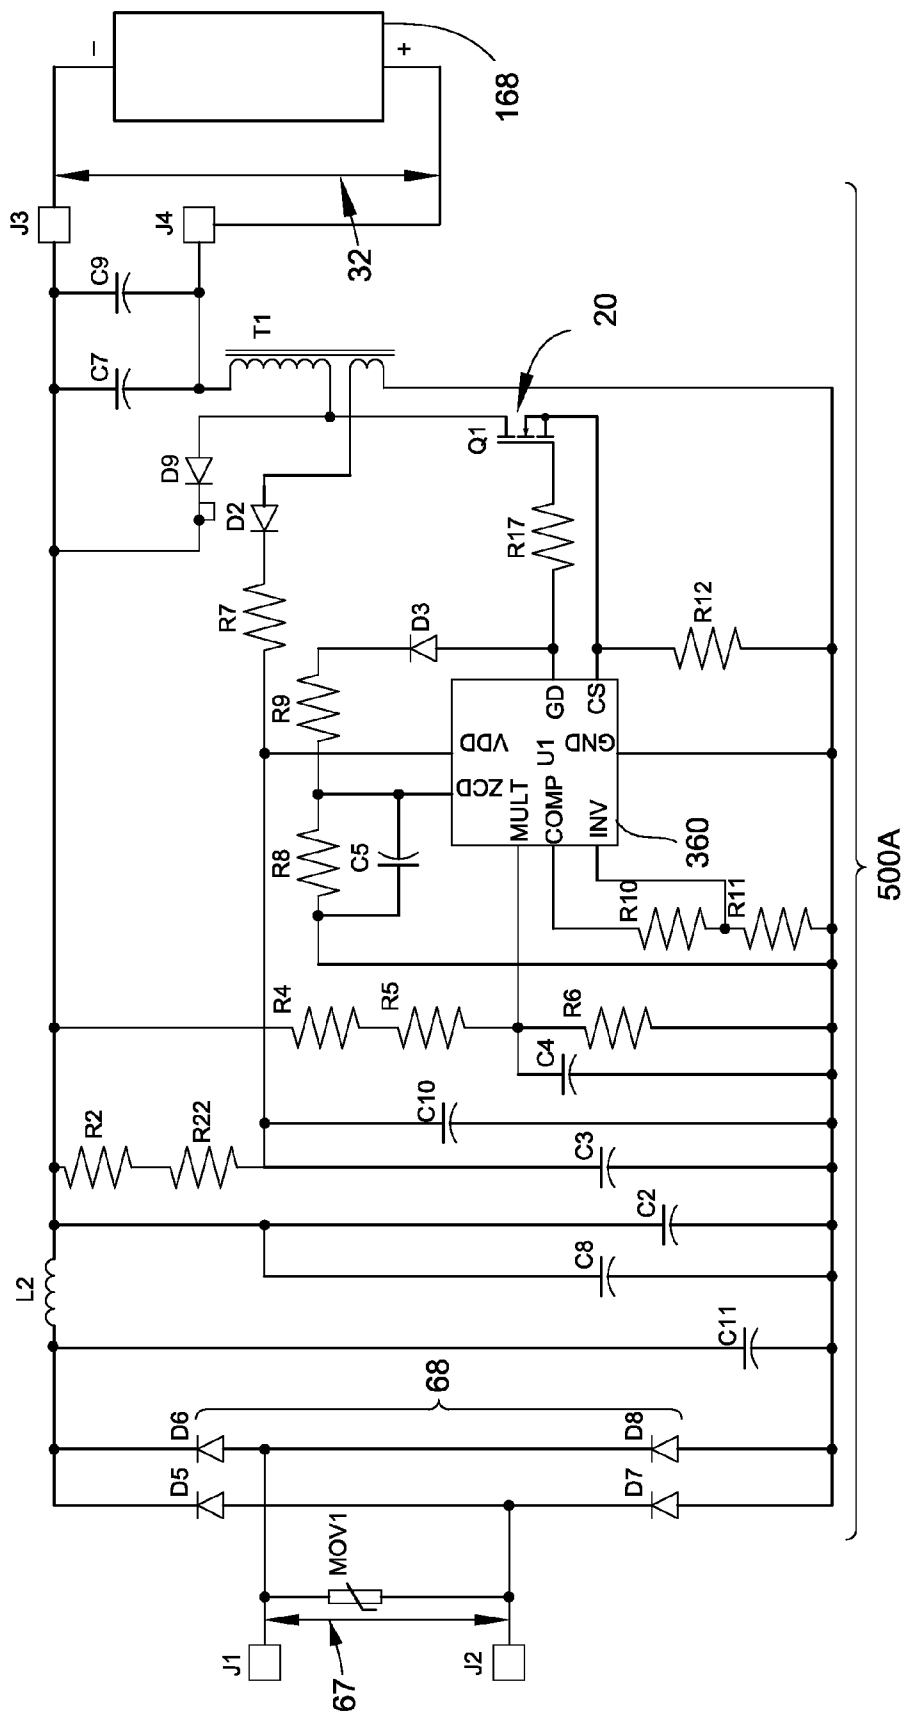 J3
−
+
168
J4
32
C9
C7
T1
20
D9
D2
Q1
R7
R17
D3
R12
R9
GD
CS
VDD
U1
GND
ZCD
MULT
COMP
INV
360
R8
C5
R10
R11
500A
R4
R5
R6
C4
C10
R2
R22
C3
C2
C8
L2
C11
68
D6
D8
D5
D7
MOV1
J1
J2
67